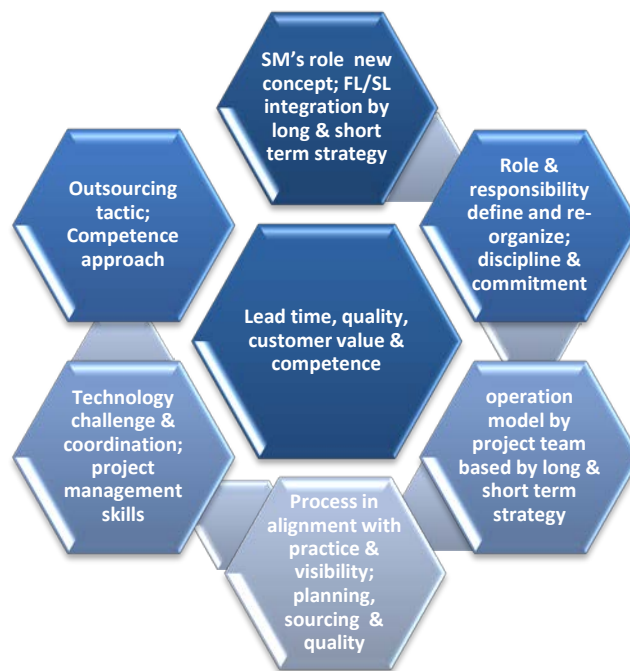 SM's role new
concept; FL/SL
integration by
long & short
term strategy
Role &
responsibility
define and re-
organize;
discipline &
commitment
operation
model by
project team
based by long &
short term
strategy
Process in
alignment with
practice &
visibility;
planning,
sourcing &
quality
Technology
challenge &
coordination;
project
management
skills
Outsourcing
tactic;
Competence
approach
Lead time, quality,
customer value &
competence